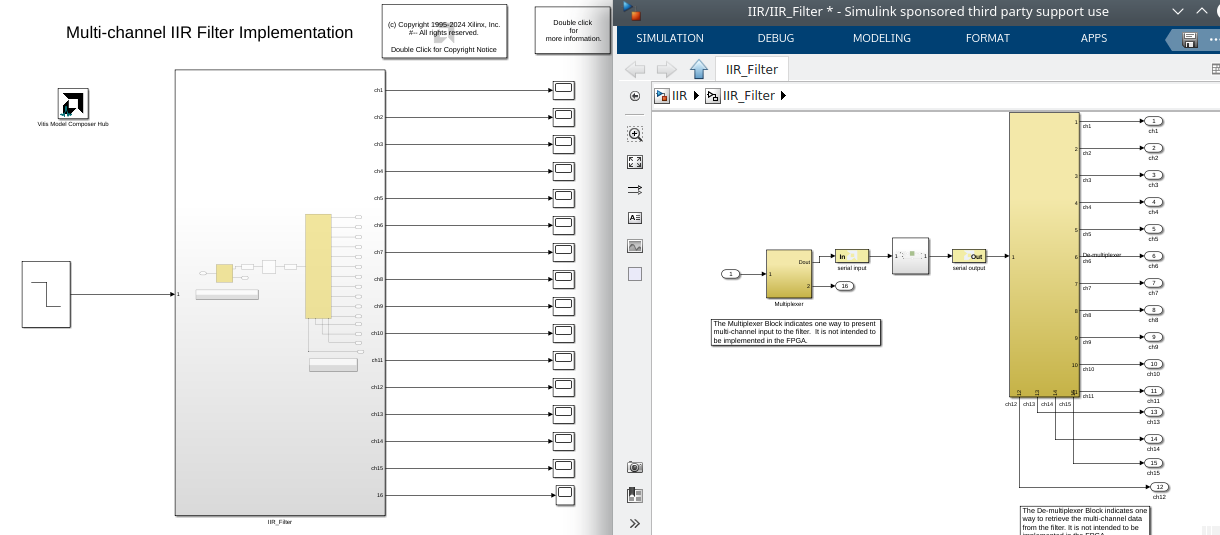 Multi-channel IIR Filter Implementation
(c) Copyright 1995-2024 Xilinx, Inc.
#-- All rights reserved.
Double Click for Copyright Notice
Double click
for
more information.
Vitis Model Composer Hub
1
ch1
ch2
ch3
ch4
ch5
ch6
ch7
ch8
ch9
ch10
ch11
ch12
ch13
ch14
ch15
16
IIR_Filter
IIR/IIR_Filter * - Simulink sponsored third party support use
SIMULATION DEBUG MODELING FORMAT APPS
IIR_Filter
IIR IIR_Filter
1
1
Dout
2
Multiplexer
In
serial input
16
1
1
Out
serial output
1
The Multiplexer Block indicates one way to present
multi-channel input to the filter. It is not intended to
be implemented in the FPGA.
1 ch1 1 ch1
2 ch2 2 ch2
3 ch3 3 ch3
4 ch4 4 ch4
5 ch5 5 ch5
6 De-multiplexer ch6 6 ch6
7 ch7 7 ch7
8 ch8 8 ch8
9 ch9 9 ch9
10 ch10 10 ch10
ch11 11 ch11
12 13 14
ch12 ch13 ch14 ch15
13 ch13
14 ch14
15 ch15
12 ch12
The De-multiplexer Block indicates one
way to retrieve the multi-channel data
from the filter. It is not intended to be
implemented in the FPGA.